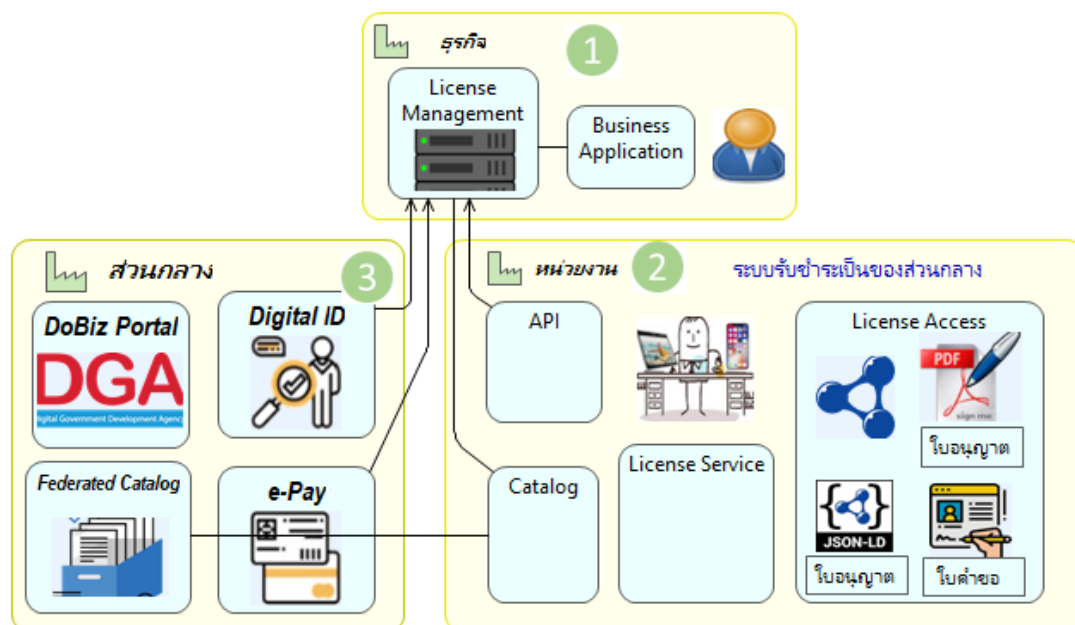 ธุรกิจ
1
License
Management
Business
Application
ส่วนกลาง
3
DoBiz Portal
DGA
Digital Government Development Agency
Digital ID
Federated Catalog
e-Pay
หน่วยงาน
2
ระบบรับชำระเป็นของส่วนกลาง
API
Catalog
License Service
License Access
PDF
sign me
ใบอนุญาต
{ }
JSON-LD
ใบอนุญาต
ใบคำขอ